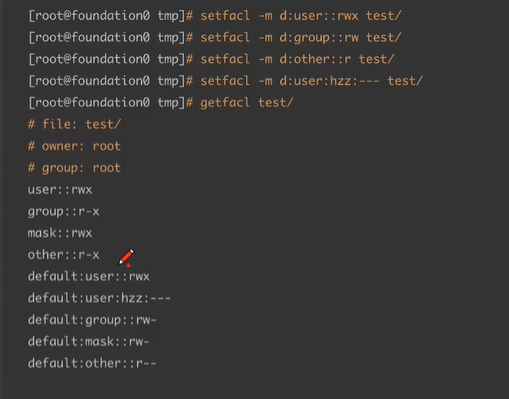 [root@foundation0 tmp]# setfacl -m d:user::rwx test/
[root@foundation0 tmp]# setfacl -m d:group::rw test/
[root@foundation0 tmp]# setfacl -m d:other::r test/
[root@foundation0 tmp]# setfacl -m d:user:hzz:--- test/
[root@foundation0 tmp]# getfacl test/
# file: test/
# owner: root
# group: root
user::rwx
group::r-x
mask::rwx
other::r-x
default:user::rwx
default:user:hzz:---
default:group::rw-
default:mask::rw-
default:other::r--